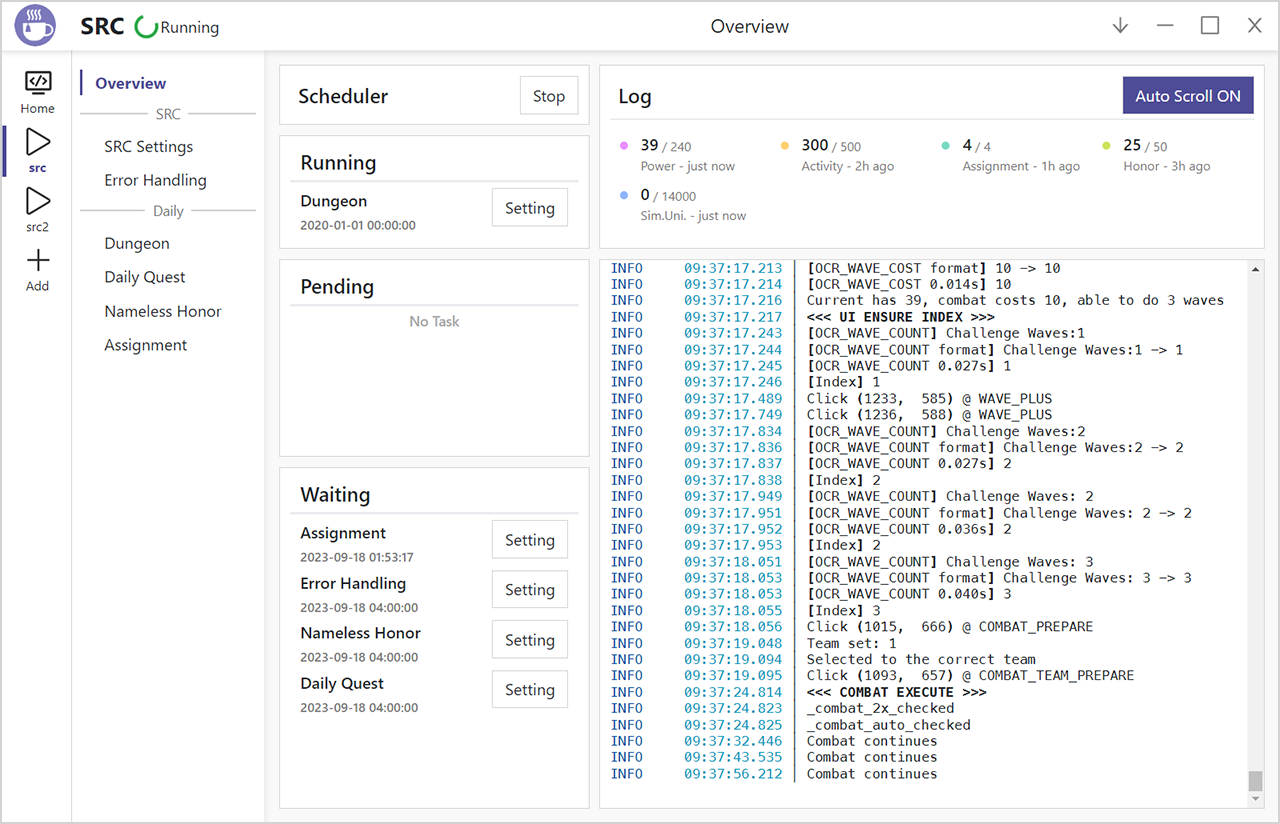 SRC Running
Overview
Home
src
src2
Add
Overview
SRC
SRC Settings
Error Handling
Daily
Dungeon
Daily Quest
Nameless Honor
Assignment
Scheduler
Stop
Running
Dungeon
2020-01-01 00:00:00
Setting
Pending
No Task
Waiting
Assignment
2023-09-18 01:53:17
Setting
Error Handling
2023-09-18 04:00:00
Setting
Nameless Honor
2023-09-18 04:00:00
Setting
Daily Quest
2023-09-18 04:00:00
Setting
Log
Auto Scroll ON
39 / 240
Power - just now
300 / 500
Activity - 2h ago
4 / 4
Assignment - 1h ago
25 / 50
Honor - 3h ago
0 / 14000
Sim.Uni. - just now
INFO 09:37:17.213 │ [OCR_WAVE_COST format] 10 -> 10
INFO 09:37:17.214 │ [OCR_WAVE_COST 0.014s] 10
INFO 09:37:17.216 │ Current has 39, combat costs 10, able to do 3 waves
INFO 09:37:17.217 │ <<< UI ENSURE INDEX >>>
INFO 09:37:17.243 │ [OCR_WAVE_COUNT] Challenge Waves:1
INFO 09:37:17.244 │ [OCR_WAVE_COUNT format] Challenge Waves:1 -> 1
INFO 09:37:17.245 │ [OCR_WAVE_COUNT 0.027s] 1
INFO 09:37:17.246 │ [Index] 1
INFO 09:37:17.489 │ Click (1233, 585) @ WAVE_PLUS
INFO 09:37:17.749 │ Click (1236, 588) @ WAVE_PLUS
INFO 09:37:17.834 │ [OCR_WAVE_COUNT] Challenge Waves:2
INFO 09:37:17.836 │ [OCR_WAVE_COUNT format] Challenge Waves:2 -> 2
INFO 09:37:17.837 │ [OCR_WAVE_COUNT 0.027s] 2
INFO 09:37:17.838 │ [Index] 2
INFO 09:37:17.949 │ [OCR_WAVE_COUNT] Challenge Waves: 2
INFO 09:37:17.951 │ [OCR_WAVE_COUNT format] Challenge Waves: 2 -> 2
INFO 09:37:17.952 │ [OCR_WAVE_COUNT 0.036s] 2
INFO 09:37:17.953 │ [Index] 2
INFO 09:37:18.051 │ [OCR_WAVE_COUNT] Challenge Waves: 3
INFO 09:37:18.053 │ [OCR_WAVE_COUNT format] Challenge Waves: 3 -> 3
INFO 09:37:18.053 │ [OCR_WAVE_COUNT 0.040s] 3
INFO 09:37:18.055 │ [Index] 3
INFO 09:37:18.056 │ Click (1015, 666) @ COMBAT_PREPARE
INFO 09:37:19.048 │ Team set: 1
INFO 09:37:19.094 │ Selected to the correct team
INFO 09:37:19.095 │ Click (1093, 657) @ COMBAT_TEAM_PREPARE
INFO 09:37:24.814 │ <<< COMBAT EXECUTE >>>
INFO 09:37:24.823 │ _combat_2x_checked
INFO 09:37:24.825 │ _combat_auto_checked
INFO 09:37:32.446 │ Combat continues
INFO 09:37:43.535 │ Combat continues
INFO 09:37:56.212 │ Combat continues